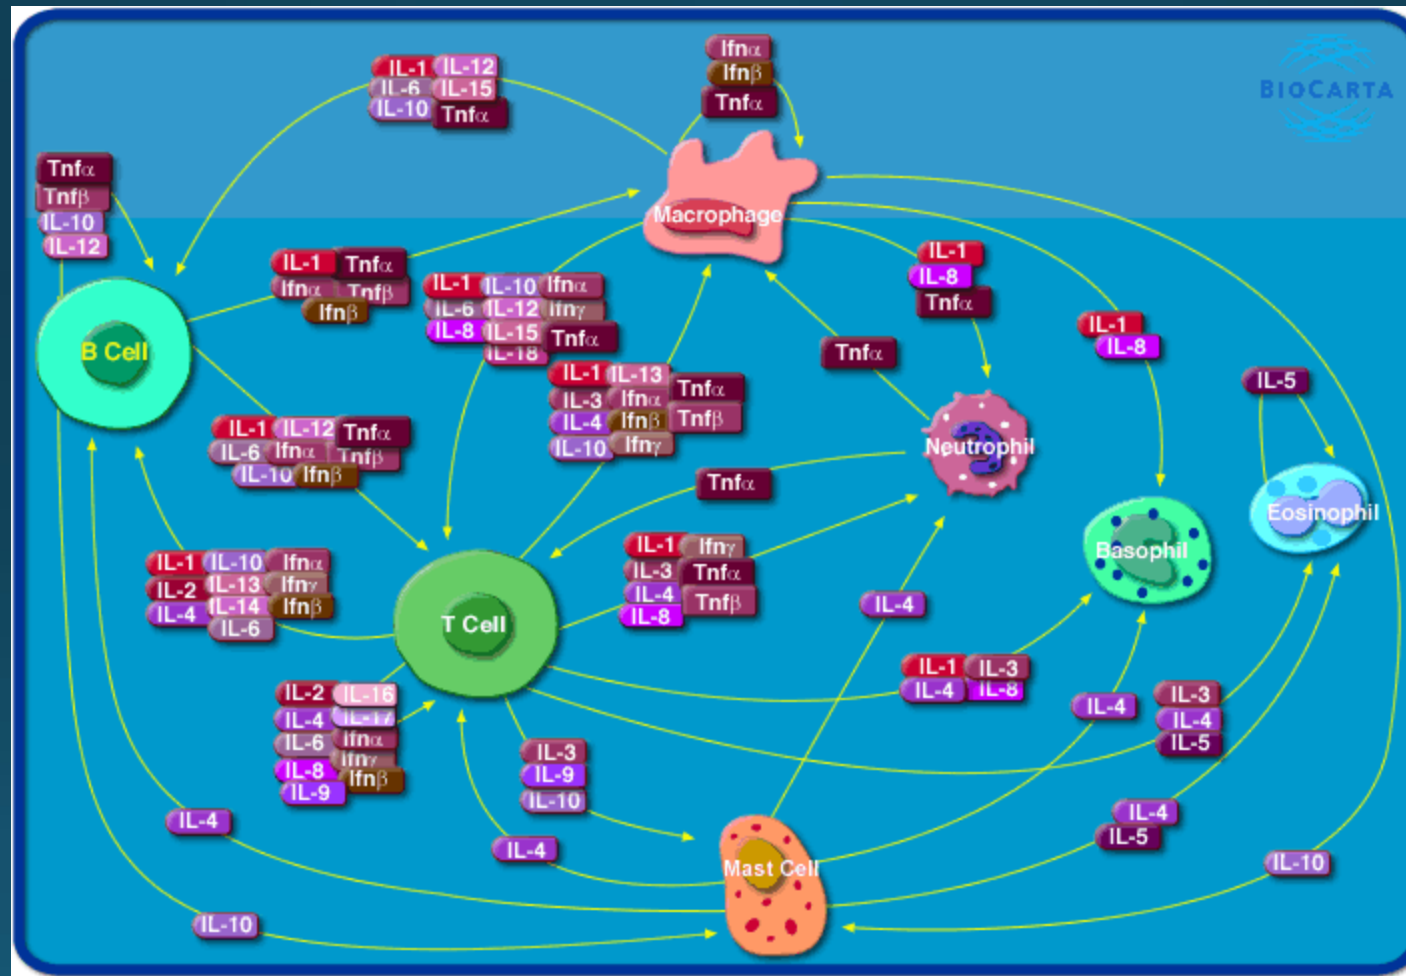 Ifnα
Ifnβ
Tnfα
BIOCARTA
IL-1 IL-12
IL-6 IL-15
IL-10 Tnfα
Tnfα
Tnfβ
IL-10
IL-12
Macrophage
IL-1 Tnfα
Ifnα Tnfβ
Ifnβ
IL-1 IL-10 Ifnα
IL-6 IL-12 Ifnγ
IL-8 IL-15 Tnfα
IL-18
IL-1
IL-8
Tnfα
IL-1
IL-8
B Cell
Tnfα
IL-5
IL-1 IL-13 Tnfα
IL-3 Ifnα
IL-4 Ifnβ Tnfβ
IL-10 Ifnγ
IL-1 IL-12 Tnfα
IL-6 Ifnα Tnfβ
IL-10 Ifnβ
Neutrophil
Tnfα
Eosinophil
Basophil
IL-1 IL-10 Ifnα
IL-2 IL-13 Ifnγ
IL-4 IL-14 Ifnβ
IL-6
IL-1 Ifnγ
IL-3 Tnfα
IL-4 Tnfβ
IL-8
T Cell
IL-4
IL-1 IL-3
IL-4 IL-8
IL-2 IL-16
IL-4 IL-17
IL-6 Ifnα
Ifnγ
IL-8 Ifnβ
IL-9
IL-3
IL-9
IL-10
IL-4
IL-3
IL-4
IL-5
IL-4
IL-4
IL-4
IL-5
Mast Cell
IL-10
IL-10